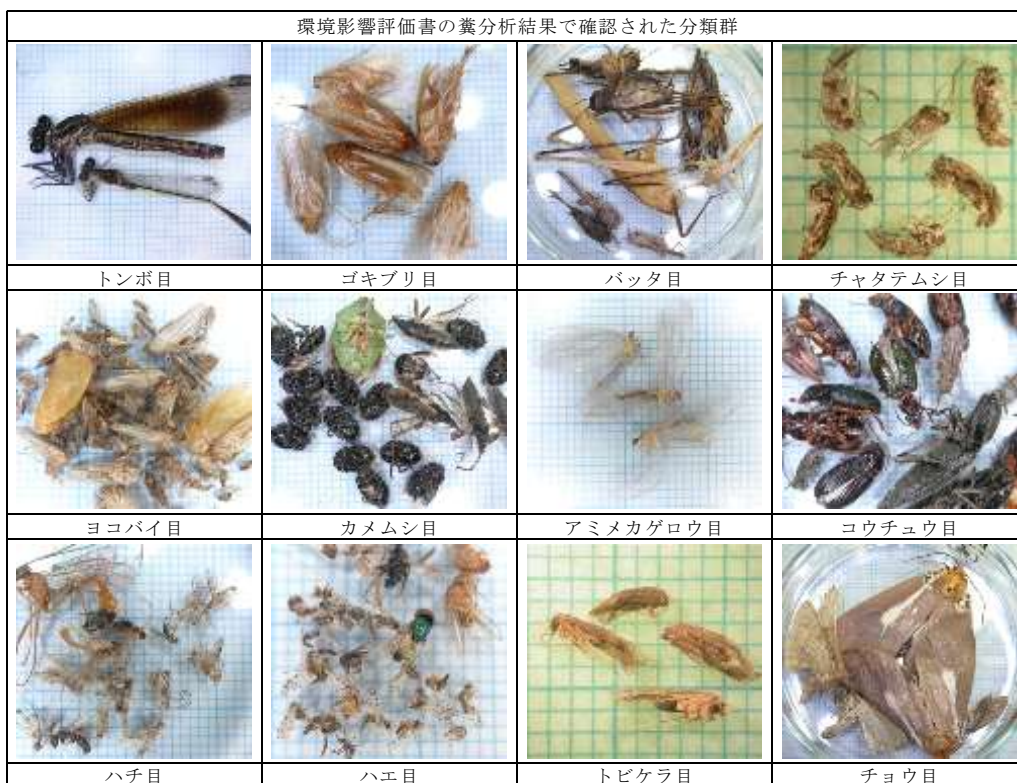 環境影響評価書の糞分析結果で確認された分類群
トンボ目
ゴキブリ目
バッタ目
チャタテムシ目
ヨコバイ目
カメムシ目
アミメカゲロウ目
コウチュウ目
ハチ目
ハエ目
トビケラ目
チョウ目